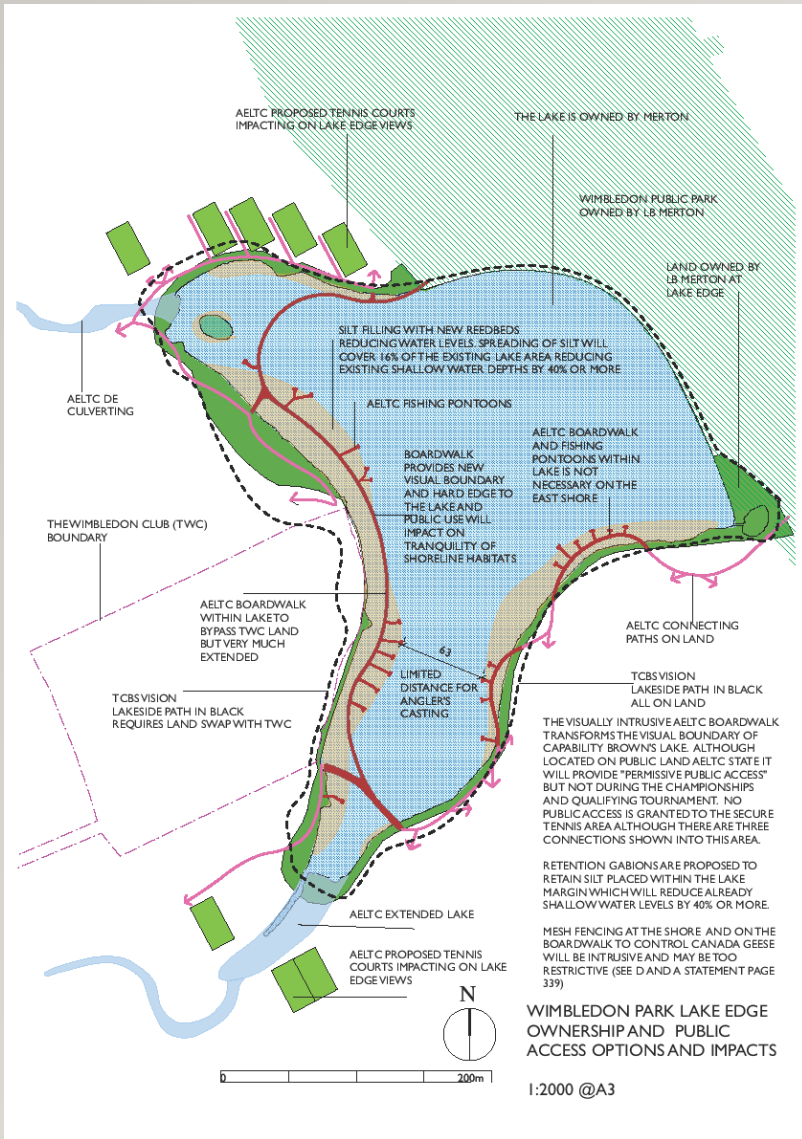 AELTC PROPOSED TENNIS COURTS
IMPACTING ON LAKE EDGE VIEWS
THE LAKE IS OWNED BY MERTON
WIMBLEDON PUBLIC PARK
OWNED BY LB MERTON
LAND OWNED BY
LB MERTON AT
LAKE EDGE
SILT FILLING WITH NEW REEDBEDS
REDUCING WATER LEVELS. SPREADING OF SILT WILL
COVER 16% OF THE EXISTING LAKE AREA REDUCING
EXISTING SHALLOW WATER DEPTHS BY 40% OR MORE
AELTC DE
CULVERTING
AELTC FISHING PONTOONS
AELTC BOARDWALK
AND FISHING
PONTOONS WITHIN
LAKE IS NOT
NECESSARY ON THE
EAST SHORE
BOARDWALK
PROVIDES NEW
VISUAL BOUNDARY
AND HARD EDGE TO
THE LAKE AND
PUBLIC USE WILL
IMPACT ON
TRANQUILITY OF
SHORELINE HABITATS
THE WIMBLEDON CLUB (TWC)
BOUNDARY
AELTC BOARDWALK
WITHIN LAKE TO
BYPASS TWC LAND
BUT VERY MUCH
EXTENDED
AELTC CONNECTING
PATHS ON LAND
63
LIMITED
DISTANCE FOR
ANGLER'S
CASTING
TCBS VISION
LAKESIDE PATH IN BLACK
ALL ON LAND
TCBS VISION
LAKESIDE PATH IN BLACK
REQUIRES LAND SWAP WITH TWC
THE VISUALLY INTRUSIVE AELTC BOARDWALK
TRANSFORMS THE VISUAL BOUNDARY OF
CAPABILITY BROWN'S LAKE. ALTHOUGH
LOCATED ON PUBLIC LAND AELTC STATE IT
WILL PROVIDE "PERMISSIVE PUBLIC ACCESS"
BUT NOT DURING THE CHAMPIONSHIPS
AND QUALIFYING TOURNAMENT. NO
PUBLIC ACCESS IS GRANTED TO THE SECURE
TENNIS AREA ALTHOUGH THERE ARE THREE
CONNECTIONS SHOWN INTO THIS AREA.
RETENTION GABIONS ARE PROPOSED TO
RETAIN SILT PLACED WITHIN THE LAKE
MARGIN WHICH WILL REDUCE ALREADY
SHALLOW WATER LEVELS BY 40% OR MORE.
MESH FENCING AT THE SHORE AND ON THE
BOARDWALK TO CONTROL CANADA GEESE
WILL BE INTRUSIVE AND MAY BE TOO
RESTRICTIVE (SEE D AND A STATEMENT PAGE
339)
AELTC EXTENDED LAKE
AELTC PROPOSED TENNIS
COURTS IMPACTING ON LAKE
EDGE VIEWS
N
WIMBLEDON PARK LAKE EDGE
OWNERSHIP AND PUBLIC
ACCESS OPTIONS AND IMPACTS
0
200m
1:2000 @A3